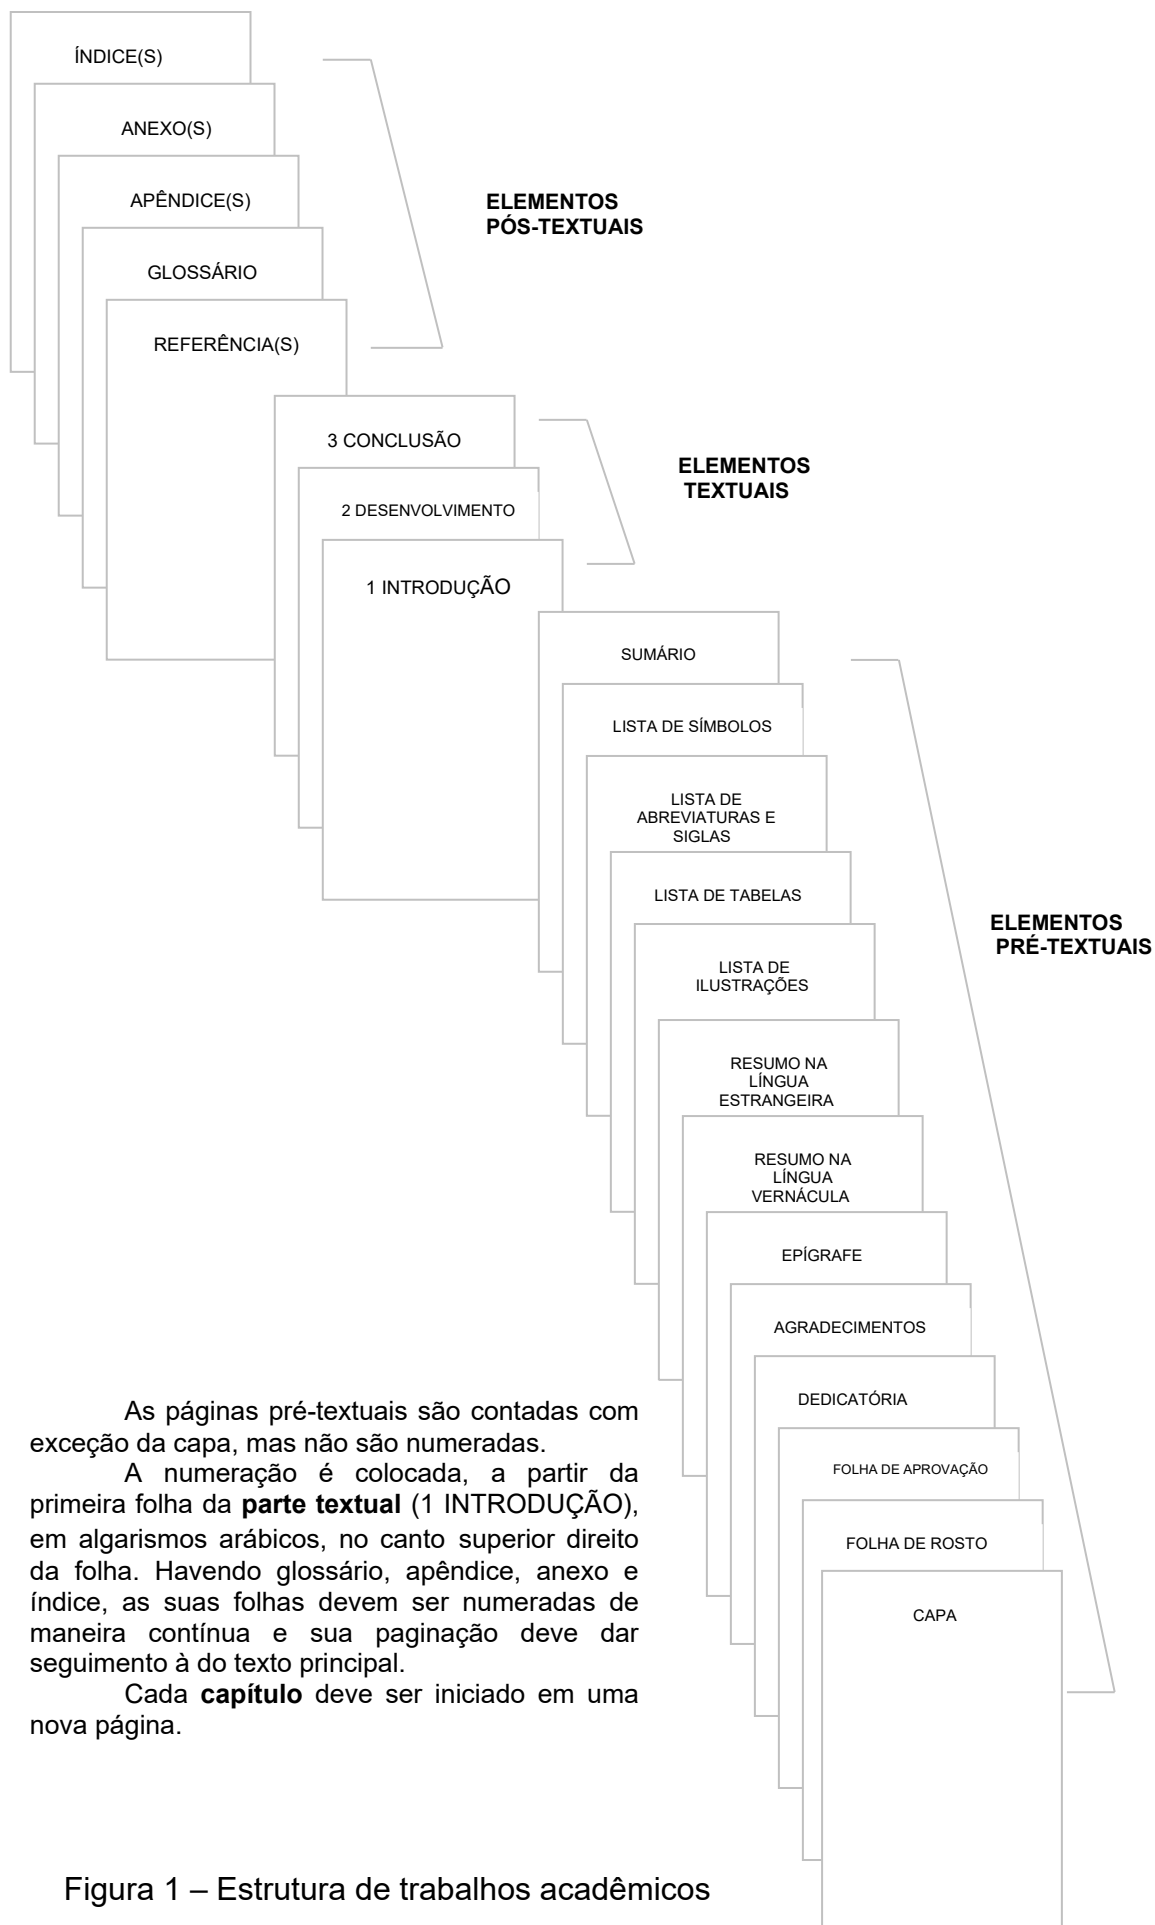 ÍNDICE(S)
ANEXO(S)
APÊNDICE(S)
ELEMENTOS
PÓS-TEXTUAIS
GLOSSÁRIO
REFERÊNCIA(S)
3 CONCLUSÃO
ELEMENTOS
TEXTUAIS
2 DESENVOLVIMENTO
1 INTRODUÇÃO
SUMÁRIO
LISTA DE SÍMBOLOS
LISTA DE
ABREVIATURAS E
SIGLAS
LISTA DE TABELAS
ELEMENTOS
PRÉ-TEXTUAIS
LISTA DE
ILUSTRAÇÕES
RESUMO NA
LÍNGUA
ESTRANGEIRA
RESUMO NA
LÍNGUA
VERNÁCULA
EPÍGRAFE
AGRADECIMENTOS
DEDICATÓRIA
FOLHA DE APROVAÇÃO
FOLHA DE ROSTO
CAPA
As páginas pré-textuais são contadas com
exceção da capa, mas não são numeradas.
A numeração é colocada, a partir da
primeira folha da parte textual (1 INTRODUÇÃO),
em algarismos arábicos, no canto superior direito
da folha. Havendo glossário, apêndice, anexo e
índice, as suas folhas devem ser numeradas de
maneira contínua e sua paginação deve dar
seguimento à do texto principal.
Cada capítulo deve ser iniciado em uma
nova página.
Figura 1 – Estrutura de trabalhos acadêmicos